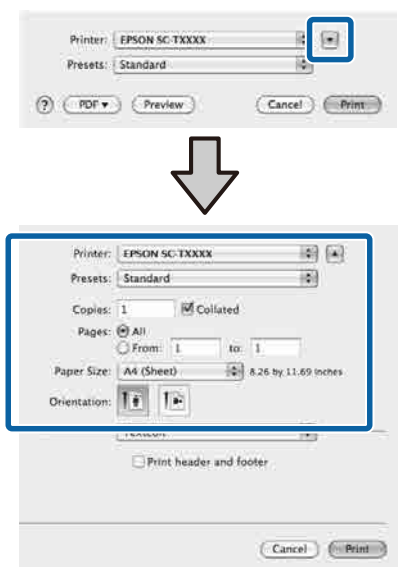 Printer: EPSON SC-TXXXX
Presets: Standard
? PDF▼ Preview Cancel Print
Printer: EPSON SC-TXXXX
Presets: Standard
Copies: 1 Collated
Pages: All
From: 1 to: 1
Paper Size: A4 (Sheet) 8.26 by 11.69 inches
Orientation:
TextEdit
Print header and footer
Cancel Print